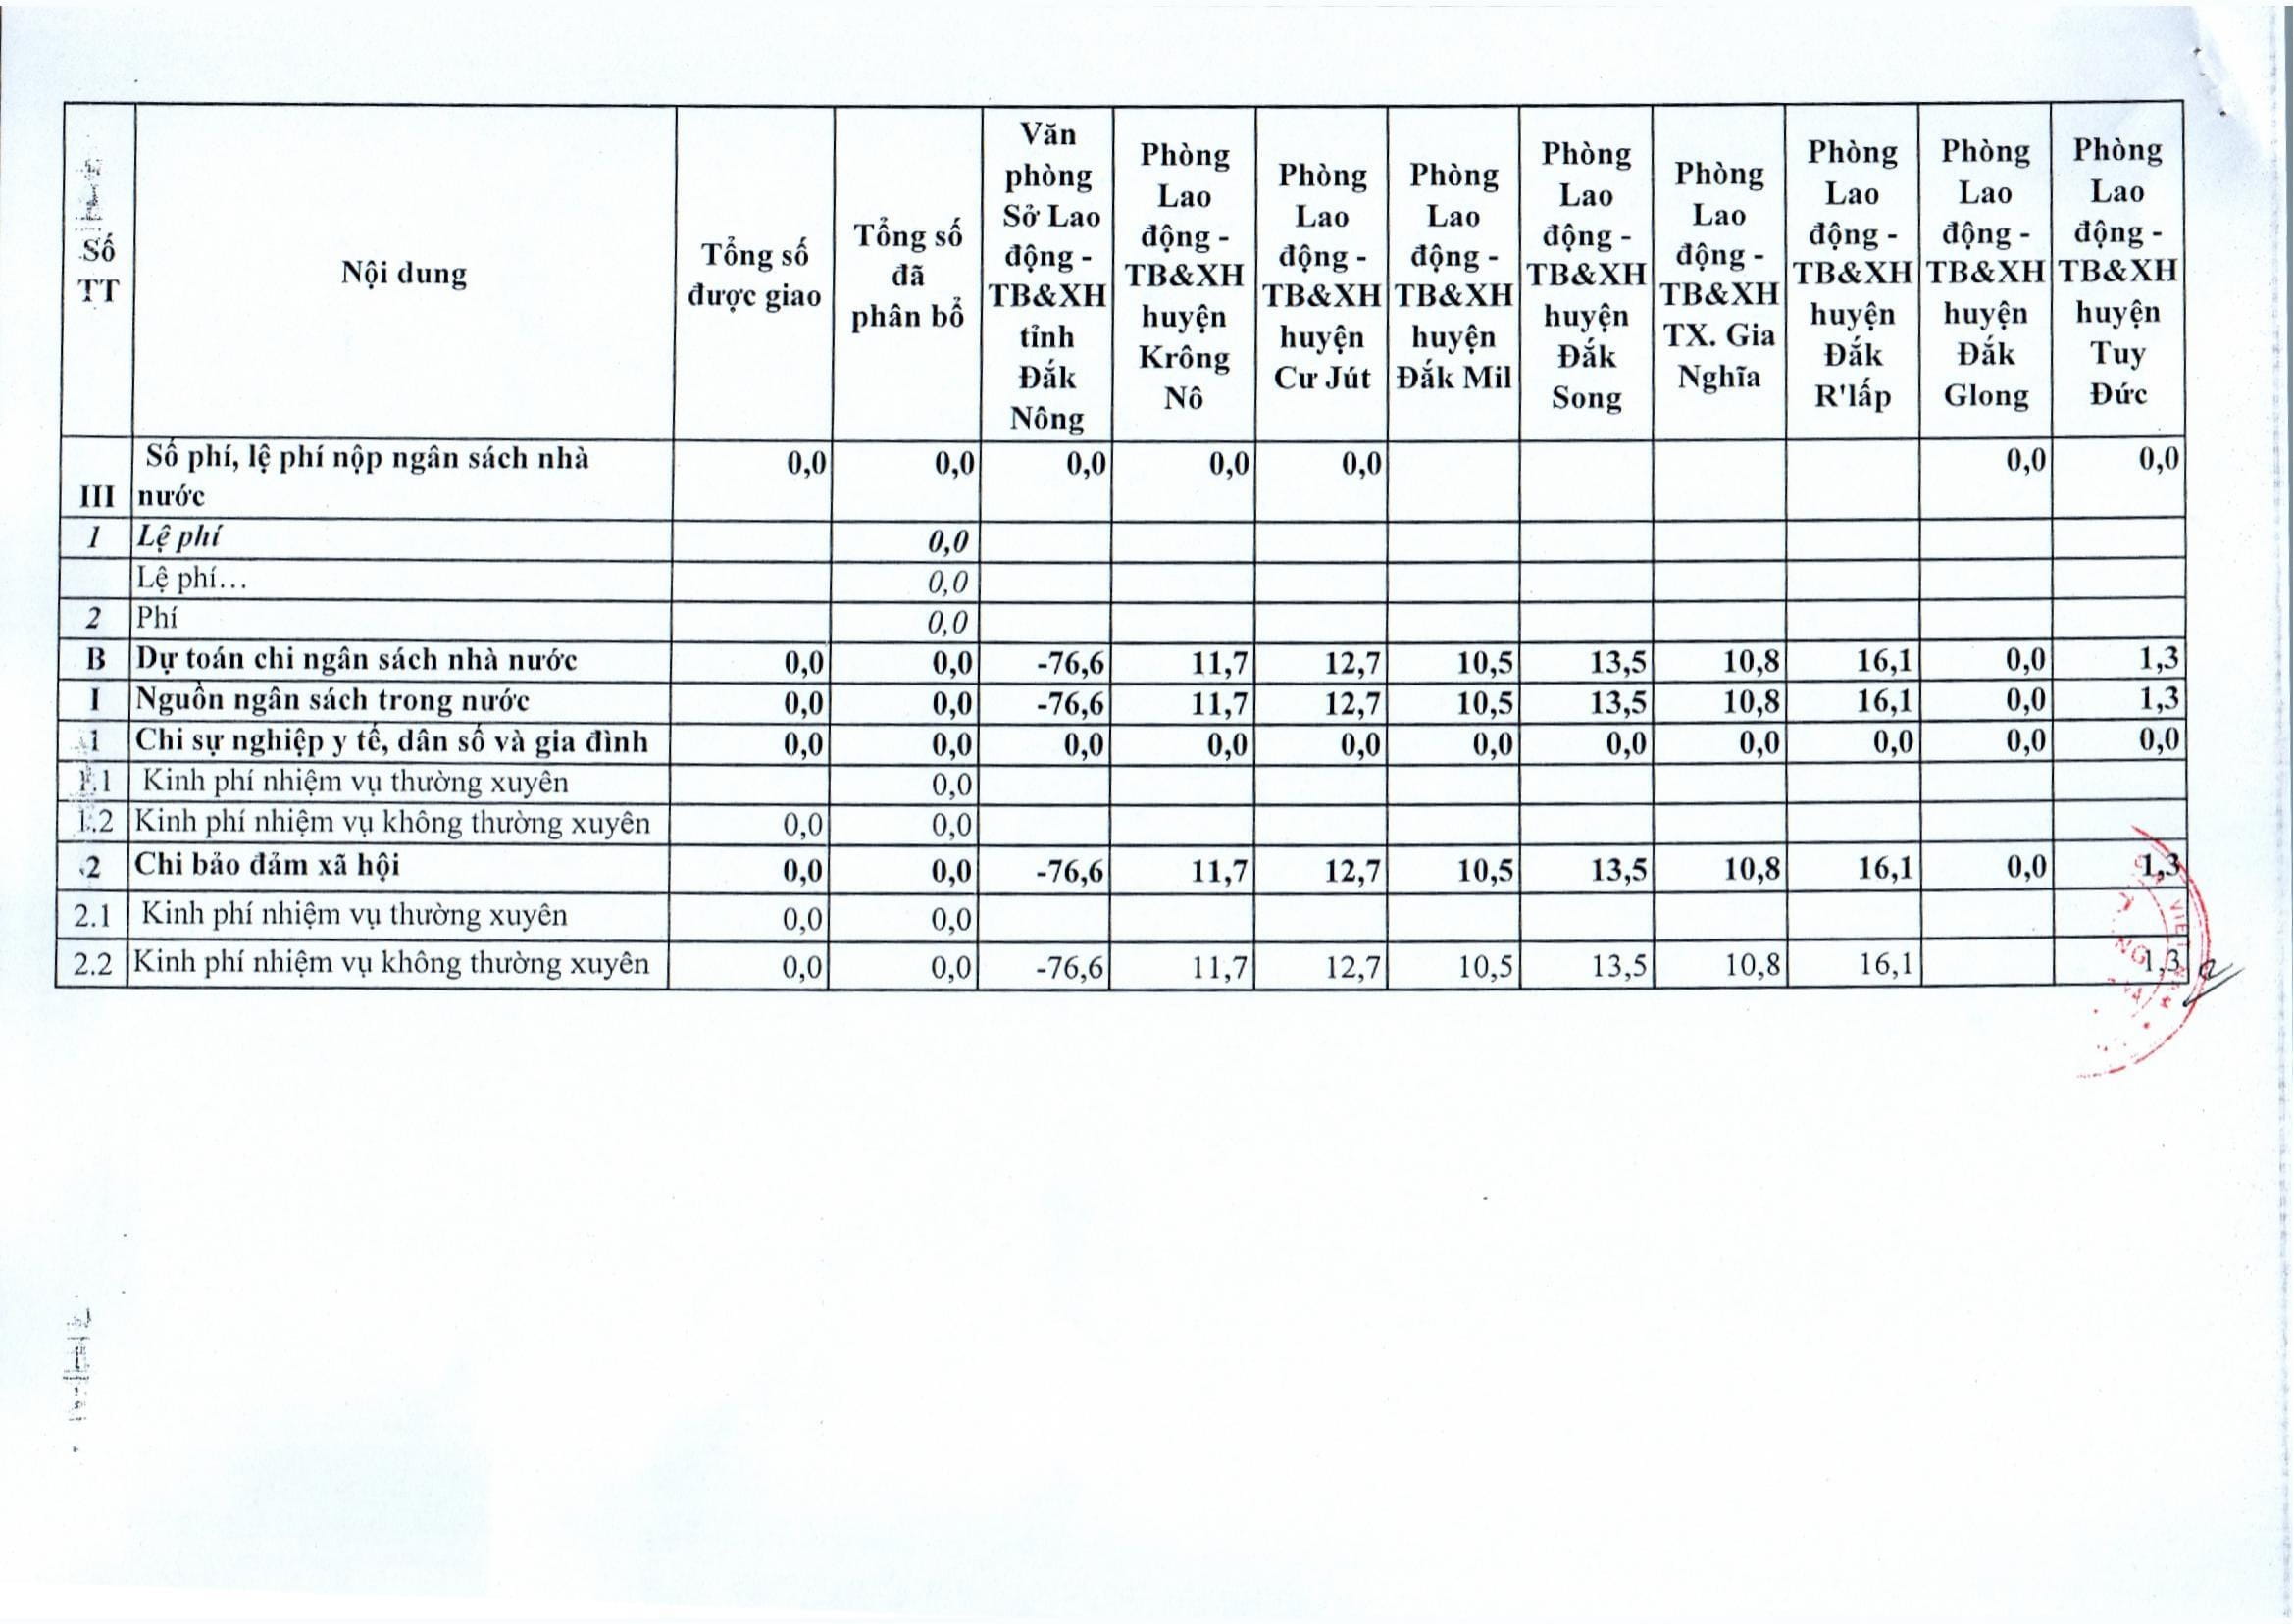 Số TT | Nội dung | Tổng số được giao | Tổng số đã phân bổ | Văn phòng Sở Lao động - TB&XH tỉnh Đắk Nông | Phòng Lao động - TB&XH huyện Krông Nô | Phòng Lao động - TB&XH huyện Cư Jút | Phòng Lao động - TB&XH huyện Đắk Mil | Phòng Lao động - TB&XH huyện Đắk Song | Phòng Lao động - TB&XH TX. Gia Nghĩa | Phòng Lao động - TB&XH huyện Đắk R'lấp | Phòng Lao động - TB&XH huyện Đắk Glong | Phòng Lao động - TB&XH huyện Tuy Đức
III | Số phí, lệ phí nộp ngân sách nhà nước | 0,0 | 0,0 | 0,0 | 0,0 | 0,0 | | | | | 0,0 | 0,0
1 | Lệ phí | | 0,0 | | | | | | | | |
| Lệ phí... | | 0,0 | | | | | | | | |
2 | Phí | | 0,0 | | | | | | | | |
B | Dự toán chi ngân sách nhà nước | 0,0 | 0,0 | -76,6 | 11,7 | 12,7 | 10,5 | 13,5 | 10,8 | 16,1 | 0,0 | 1,3
I | Nguồn ngân sách trong nước | 0,0 | 0,0 | -76,6 | 11,7 | 12,7 | 10,5 | 13,5 | 10,8 | 16,1 | 0,0 | 1,3
1 | Chi sự nghiệp y tế, dân số và gia đình | 0,0 | 0,0 | 0,0 | 0,0 | 0,0 | 0,0 | 0,0 | 0,0 | 0,0 | 0,0 | 0,0
1.1 | Kinh phí nhiệm vụ thường xuyên | | 0,0 | | | | | | | | |
1.2 | Kinh phí nhiệm vụ không thường xuyên | 0,0 | 0,0 | | | | | | | | |
2 | Chi bảo đảm xã hội | 0,0 | 0,0 | -76,6 | 11,7 | 12,7 | 10,5 | 13,5 | 10,8 | 16,1 | 0,0 | 1,3
2.1 | Kinh phí nhiệm vụ thường xuyên | 0,0 | 0,0 | | | | | | | | |
2.2 | Kinh phí nhiệm vụ không thường xuyên | 0,0 | 0,0 | -76,6 | 11,7 | 12,7 | 10,5 | 13,5 | 10,8 | 16,1 | | 1,3